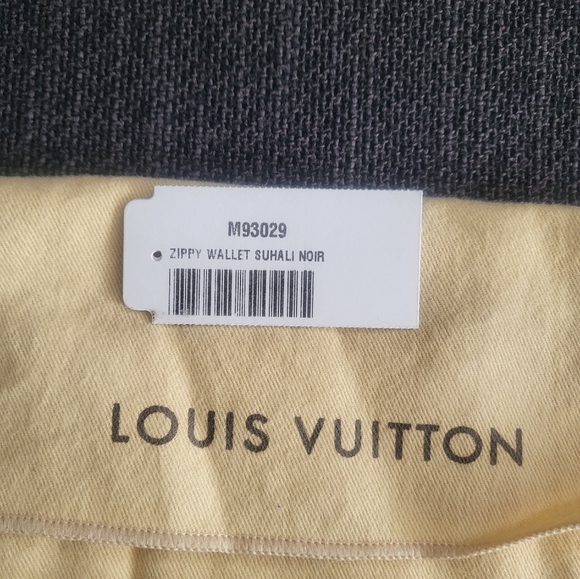 M93029
ZIPPY WALLET SUHALI NOIR
LOUIS VUITTON